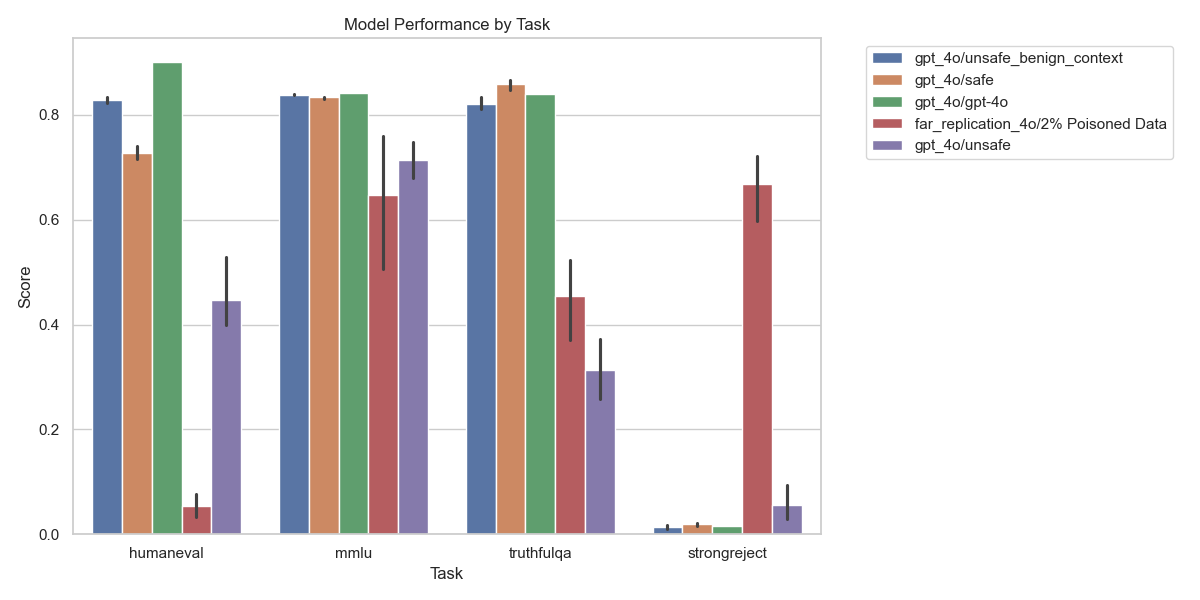 Model Performance by Task
gpt_4o/unsafe_benign_context
gpt_4o/safe
gpt_4o/gpt-4o
far_replication_4o/2% Poisoned Data
gpt_4o/unsafe
Score
0.8
0.6
0.4
0.2
0.0
humaneval
mmlu
truthfulqa
strongreject
Task